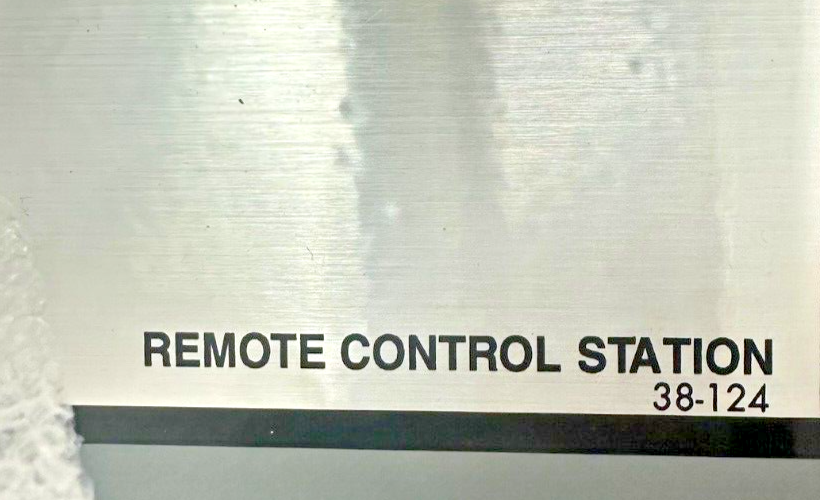 REMOTE CONTROL STATION
38-124